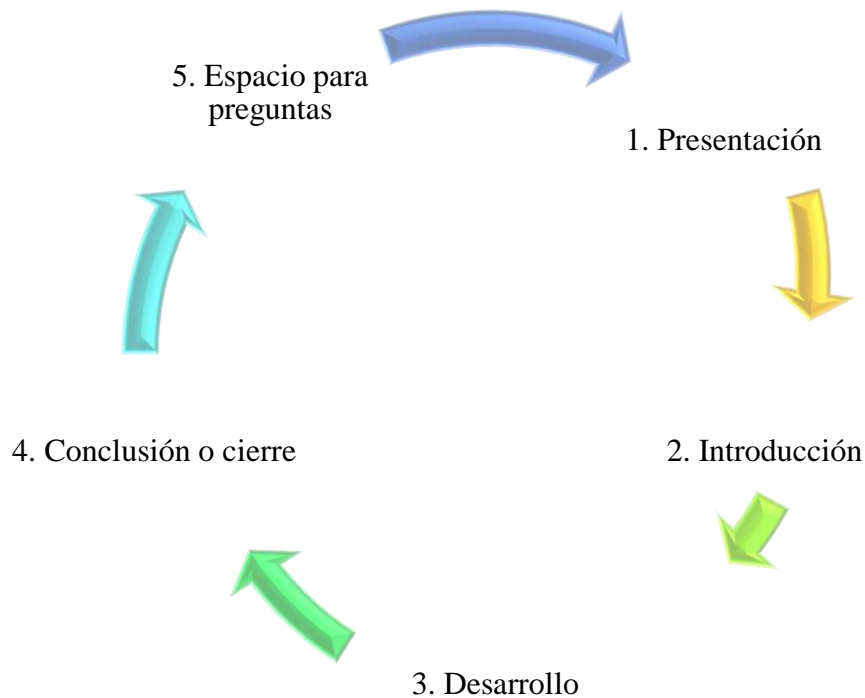 1. Presentación
2. Introducción
3. Desarrollo
4. Conclusión o cierre
5. Espacio para
preguntas